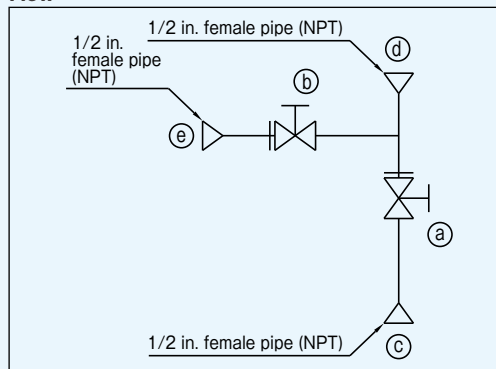 1/2 in. female pipe (NPT)
1/2 in.
female pipe
(NPT)
d
b
e
a
1/2 in. female pipe (NPT)
c